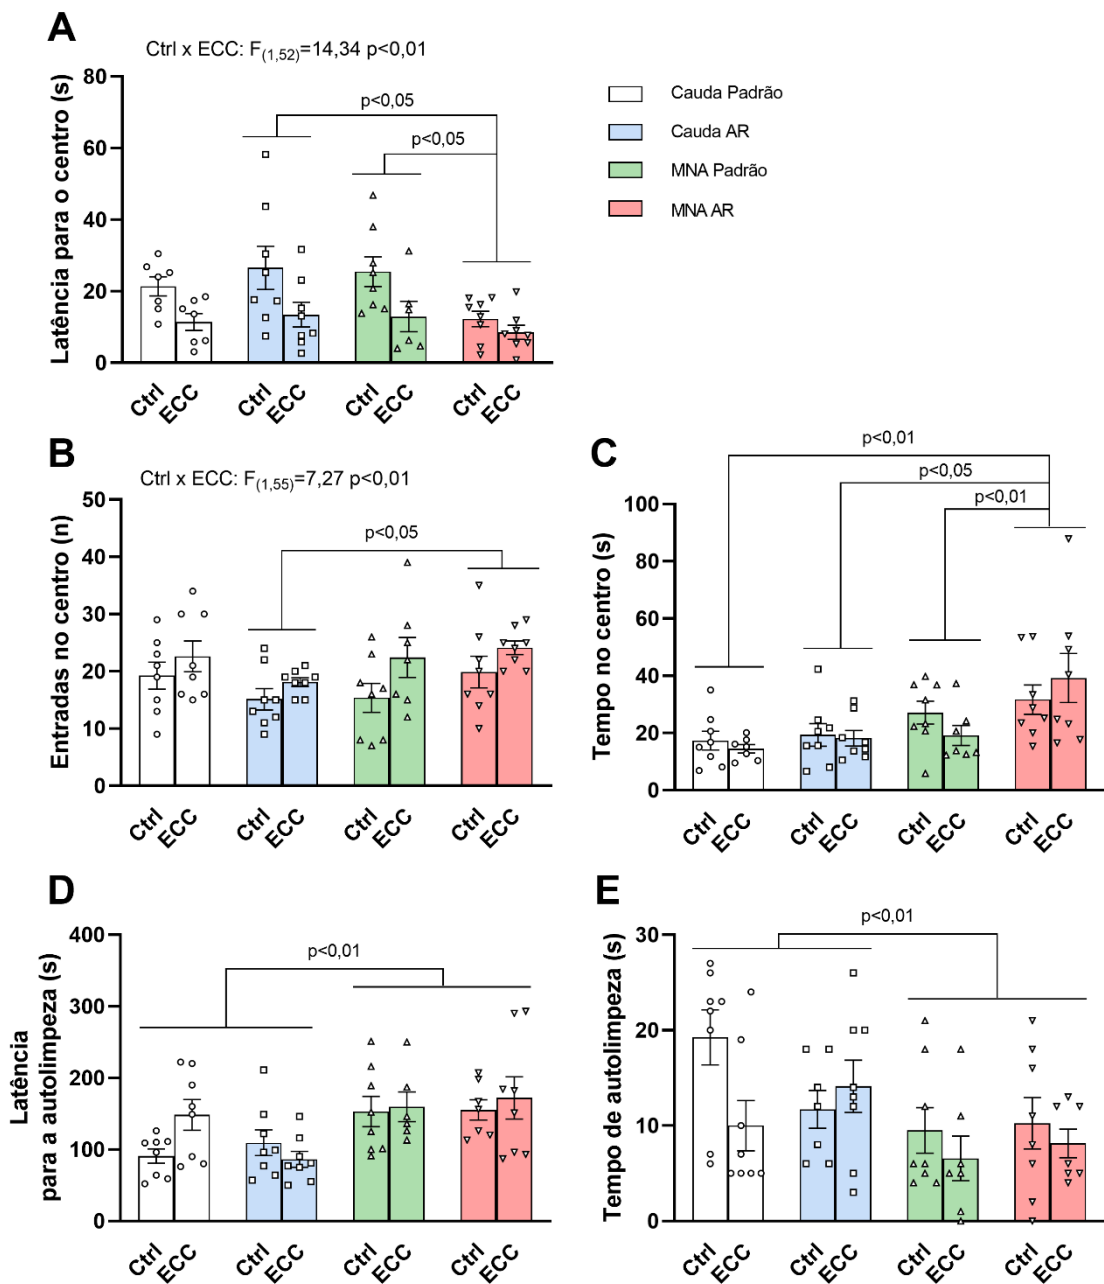 A
Ctrl x ECC: F(1,52)=14,34 p<0,01
Latência para o centro (s)
80
60
40
20
0
p<0,05
p<0,05
Ctrl
ECC
Ctrl
ECC
Ctrl
ECC
Ctrl
ECC
Cauda Padrão
Cauda AR
MNA Padrão
MNA AR
B
Ctrl x ECC: F(1,55)=7,27 p<0,01
Entradas no centro (n)
50
40
30
20
10
0
p<0,05
Ctrl
ECC
Ctrl
ECC
Ctrl
ECC
Ctrl
ECC
C
Tempo no centro (s)
100
80
60
40
20
0
p<0,01
p<0,05
p<0,01
Ctrl
ECC
Ctrl
ECC
Ctrl
ECC
Ctrl
ECC
D
Latência
para a autolimpeza (s)
400
300
200
100
0
p<0,01
Ctrl
ECC
Ctrl
ECC
Ctrl
ECC
Ctrl
ECC
E
Tempo de autolimpeza (s)
30
20
10
0
p<0,01
Ctrl
ECC
Ctrl
ECC
Ctrl
ECC
Ctrl
ECC